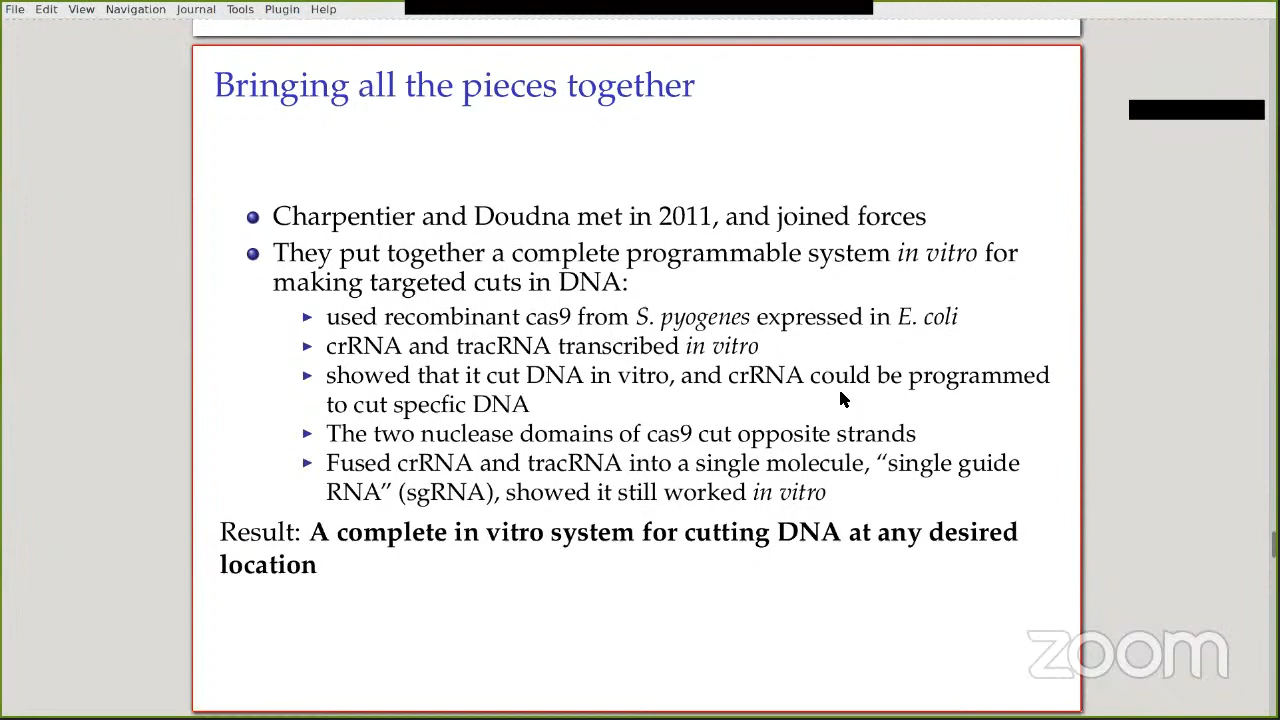 File Edit View Navigation Journal Tools Plugin Help
Bringing all the pieces together
Charpentier and Doudna met in 2011, and joined forces
They put together a complete programmable system in vitro for
making targeted cuts in DNA:
used recombinant cas9 from S. pyogenes expressed in E. coli
crRNA and tracRNA transcribed in vitro
showed that it cut DNA in vitro, and crRNA could be programmed
to cut specfic DNA
The two nuclease domains of cas9 cut opposite strands
Fused crRNA and tracRNA into a single molecule, “single guide
RNA” (sgRNA), showed it still worked in vitro
Result: A complete in vitro system for cutting DNA at any desired
location
zoom